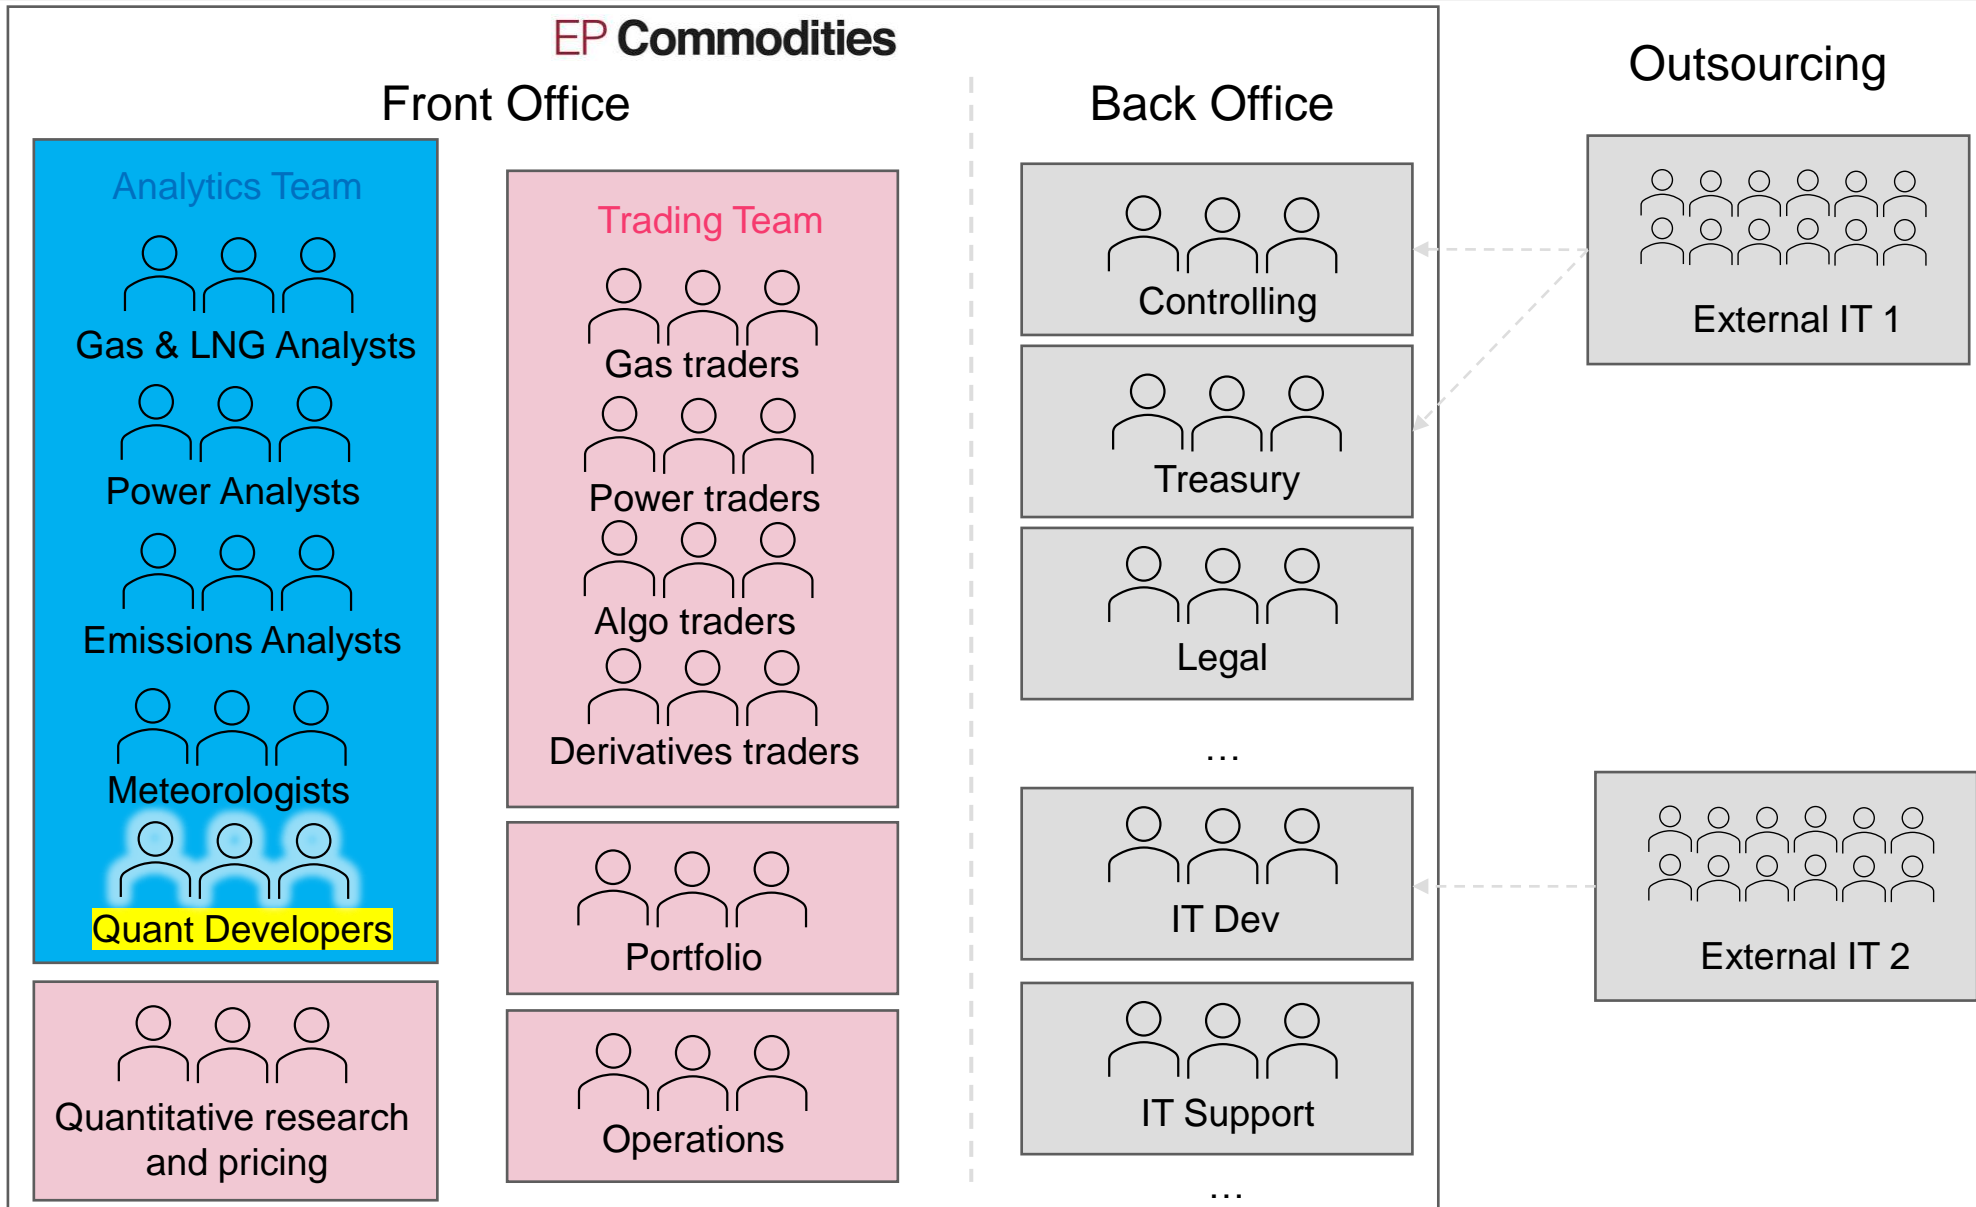 EP Commodities
Front Office
Analytics Team
Gas & LNG Analysts
Power Analysts
Emissions Analysts
Meteorologists
Quant Developers
Quantitative research
and pricing
Trading Team
Gas traders
Power traders
Algo traders
Derivatives traders
Portfolio
Operations
Back Office
Controlling
Treasury
Legal
...
IT Dev
IT Support
...
Outsourcing
External IT 1
External IT 2